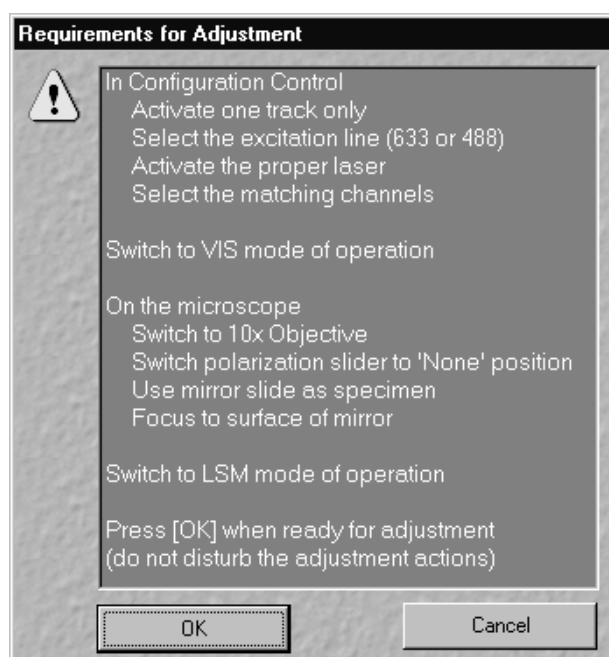 Requirements for Adjustment
In Configuration Control
Activate one track only
Select the excitation line (633 or 488)
Activate the proper laser
Select the matching channels
Switch to VIS mode of operation
On the microscope
Switch to 10x Objective
Switch polarization slider to 'None' position
Use mirror slide as specimen
Focus to surface of mirror
Switch to LSM mode of operation
Press [OK] when ready for adjustment
(do not disturb the adjustment actions)
OK
Cancel